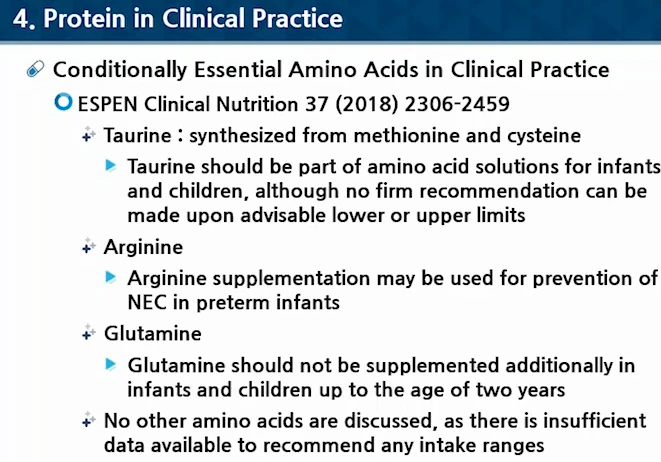 4. Protein in Clinical Practice
Conditionally Essential Amino Acids in Clinical Practice
ESPEN Clinical Nutrition 37 (2018) 2306-2459
Taurine : synthesized from methionine and cysteine
Taurine should be part of amino acid solutions for infants
and children, although no firm recommendation can be
made upon advisable lower or upper limits
Arginine
Arginine supplementation may be used for prevention of
NEC in preterm infants
Glutamine
Glutamine should not be supplemented additionally in
infants and children up to the age of two years
No other amino acids are discussed, as there is insufficient
data available to recommend any intake ranges